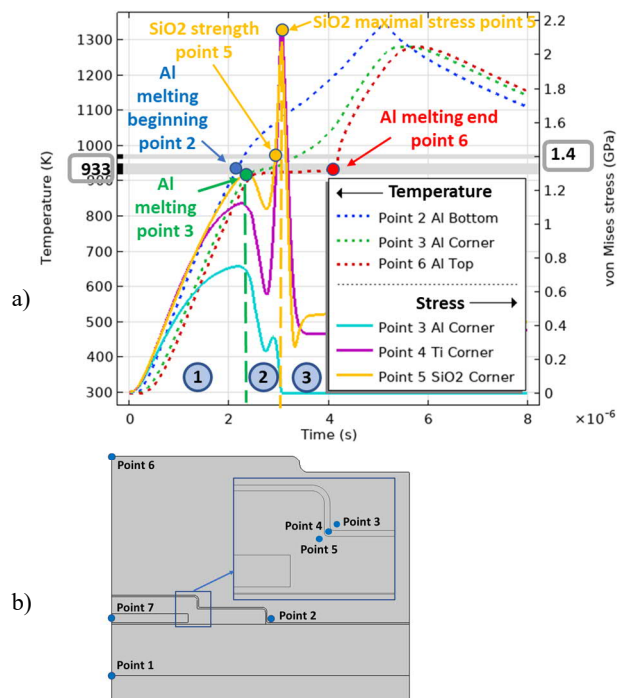 a)
SiO2 strength
point 5
SiO2 maximal stress point 5
Al
melting
beginning
point 2
Al melting end
point 6
Al
melting
point 3
933
1.4
Temperature (K)
1300
1200
1100
1000
900
800
700
600
500
400
300
von Mises stress (GPa)
2.2
2
1.8
1.6
1.2
1
0.8
0.6
0.4
0.2
0
Temperature
Point 2 Al Bottom
Point 3 Al Corner
Point 6 Al Top
Stress
Point 3 Al Corner
Point 4 Ti Corner
Point 5 SiO2 Corner
1
2
3
0
2
4
6
8
×10⁻⁶
Time (s)
b)
Point 6
Point 4
Point 3
Point 5
Point 7
Point 2
Point 1